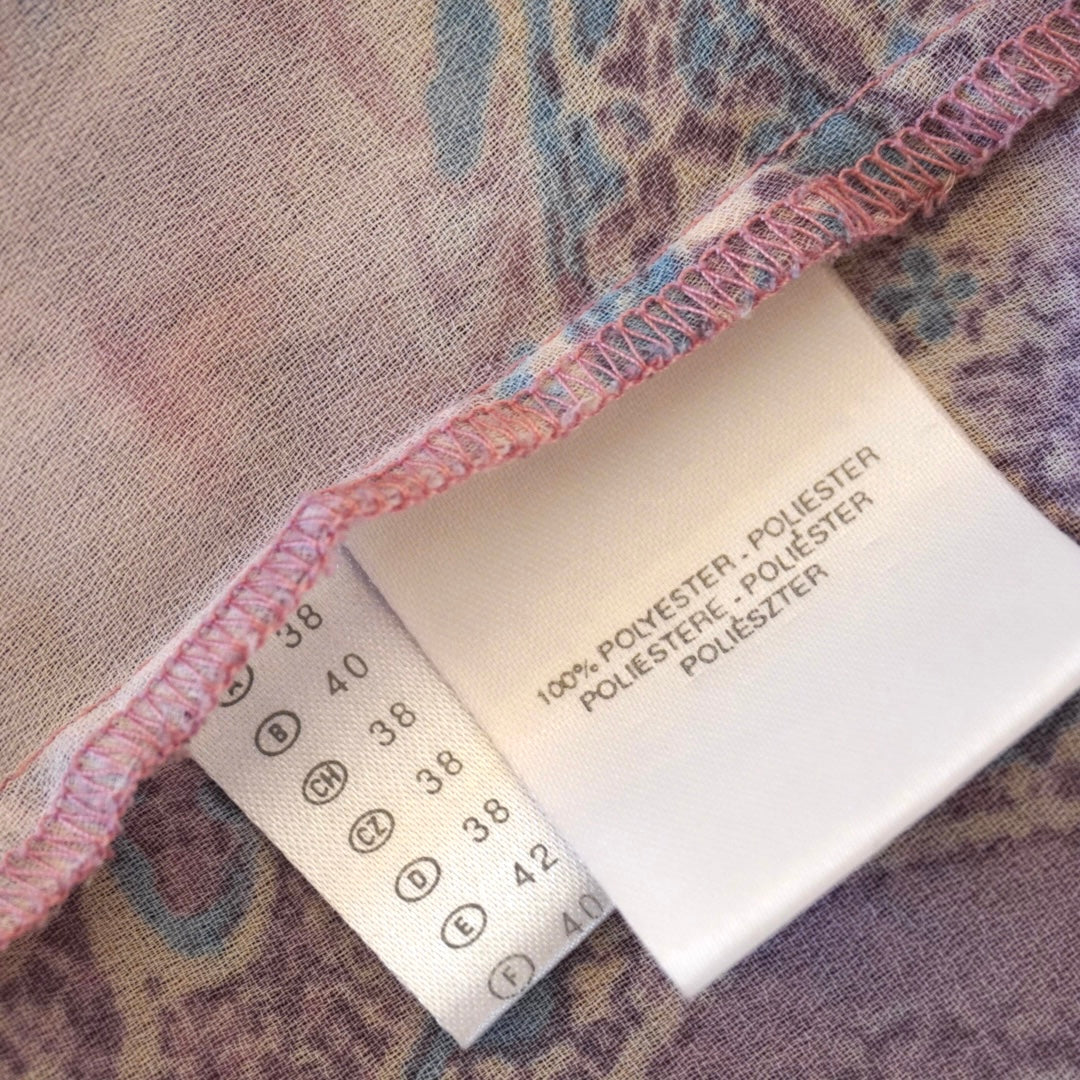 A 38
B 40
CH 38
CZ 38
D 38
E 42
F 40
100% POLYESTER - POLIESTER
POLIESTERE - POLIÉSTER
POLIÉSZTER